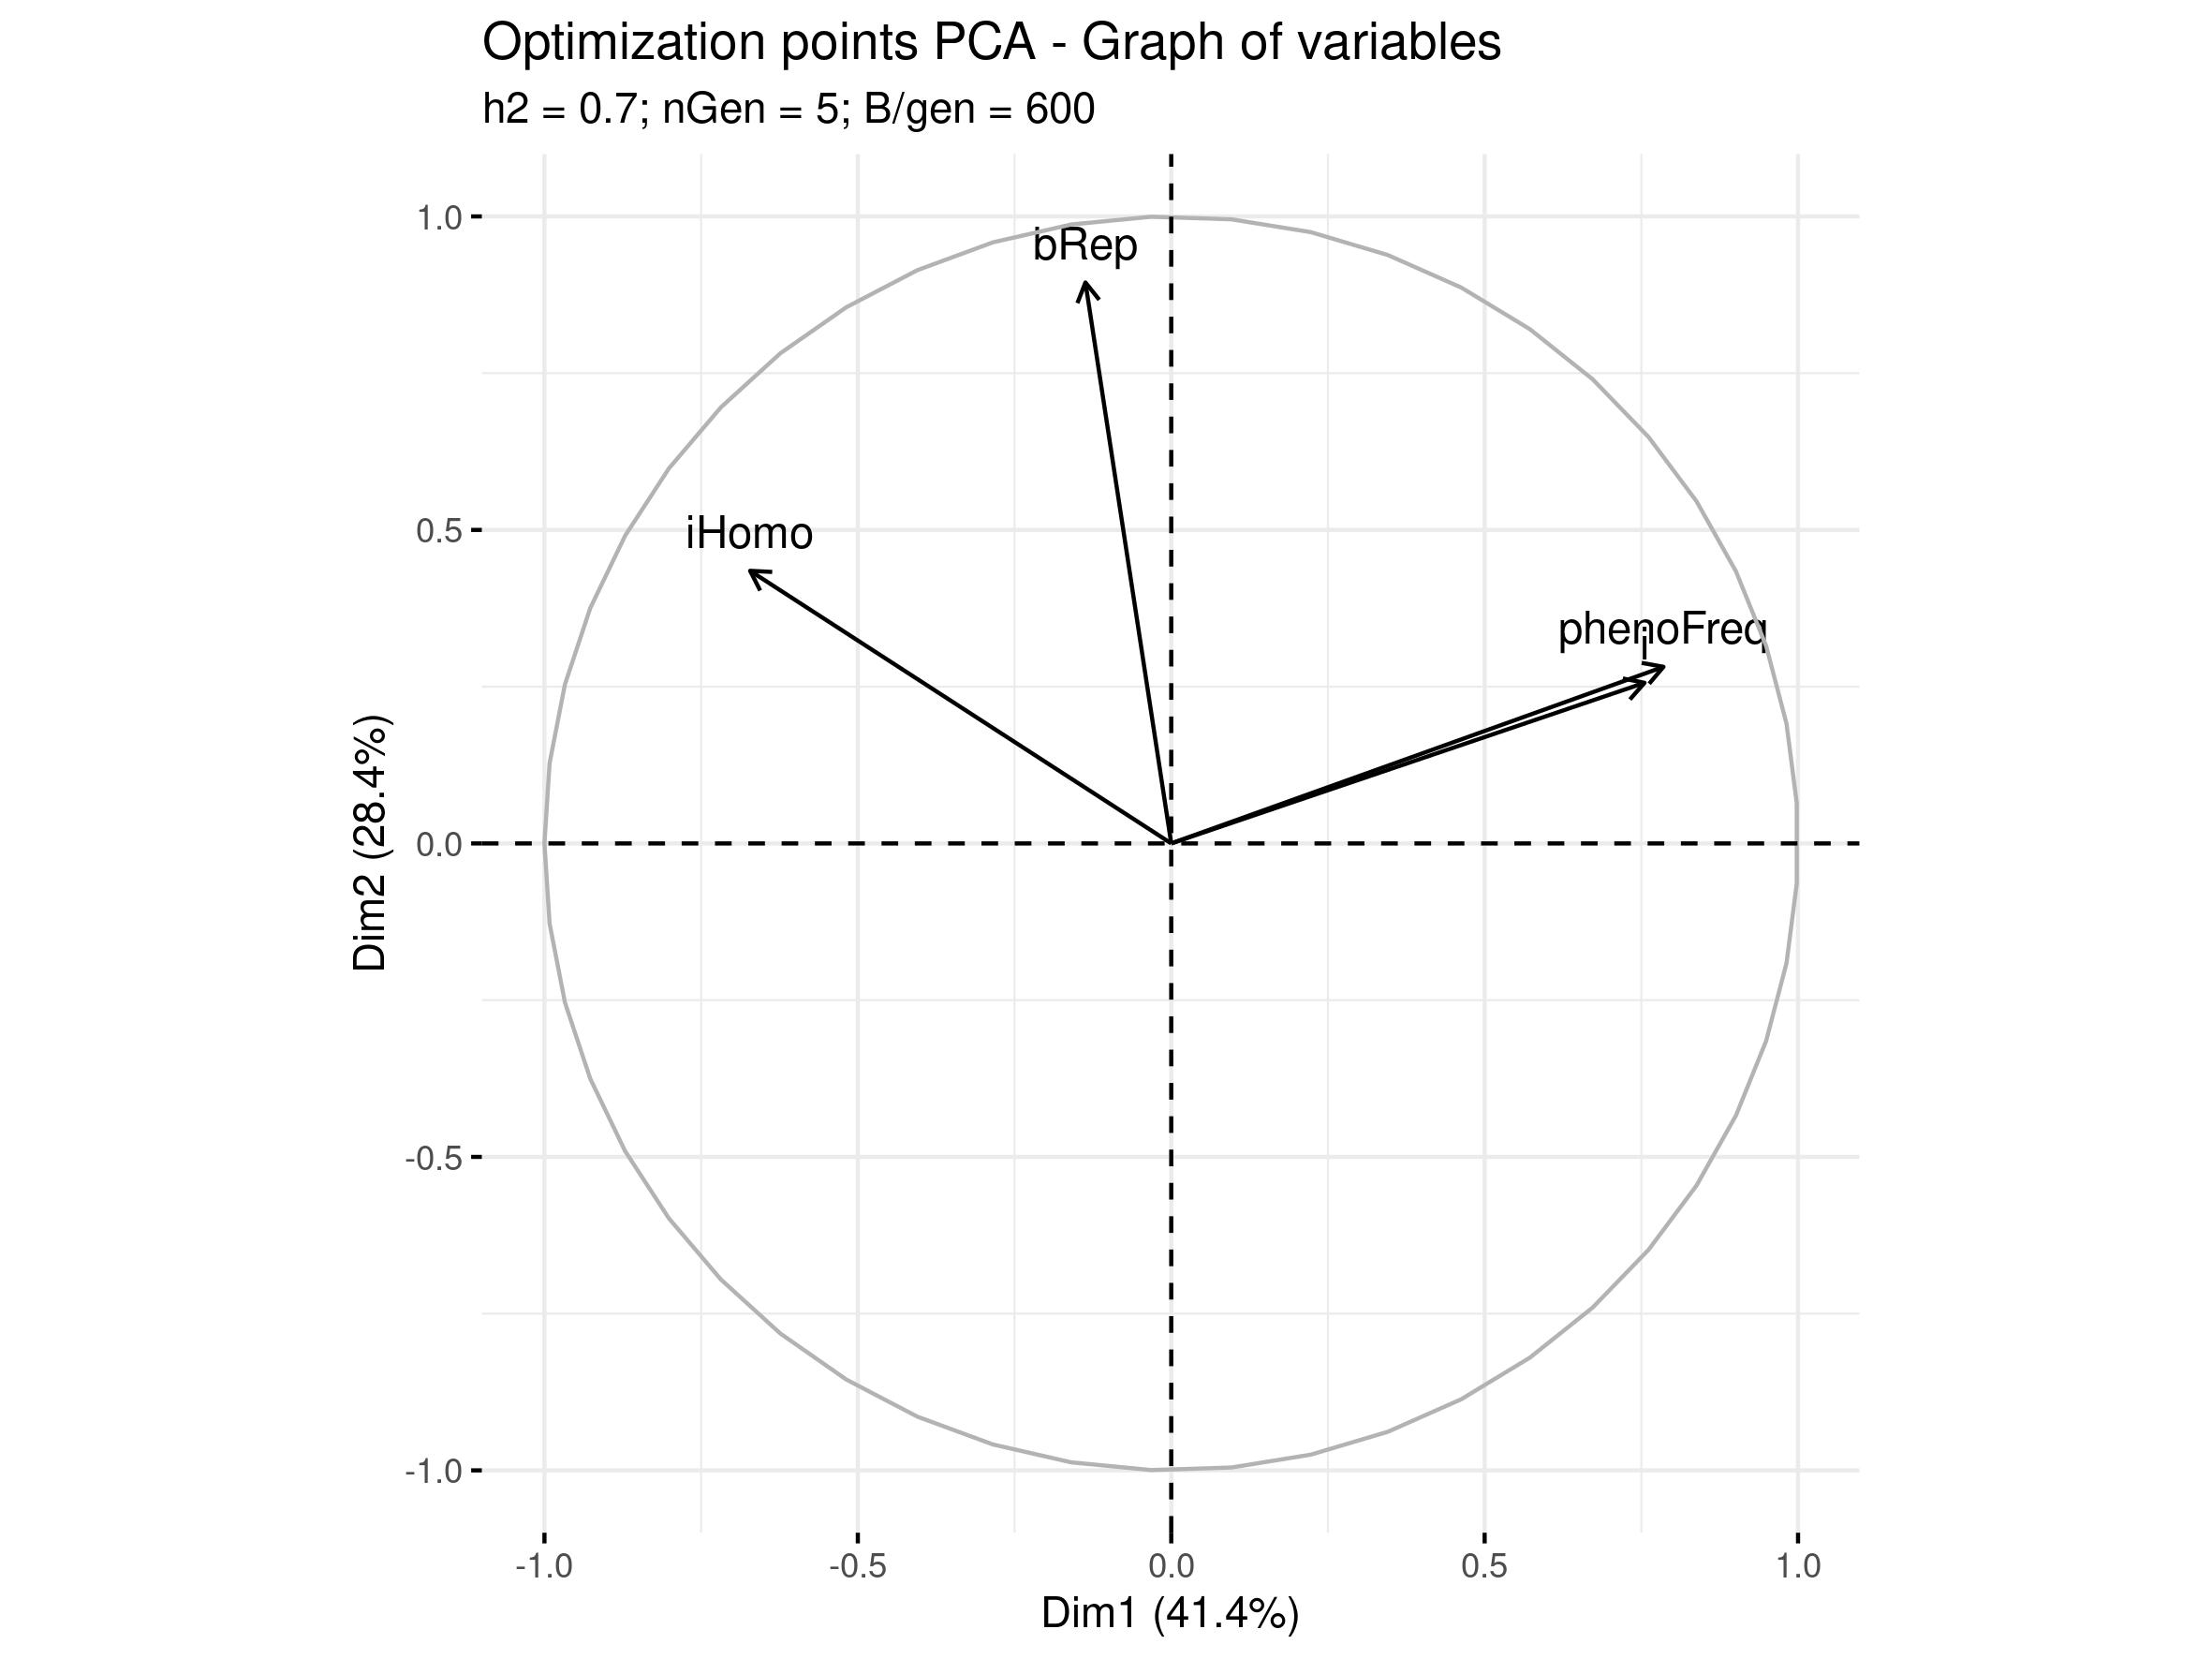 Optimization points PCA - Graph of variables
h2 = 0.7; nGen = 5; B/gen = 600
1.0
0.5
0.0
-0.5
-1.0
Dim2 (28.4%)
bRep
iHomo
phenoFreq
i
-1.0
-0.5
0.0
0.5
1.0
Dim1 (41.4%)